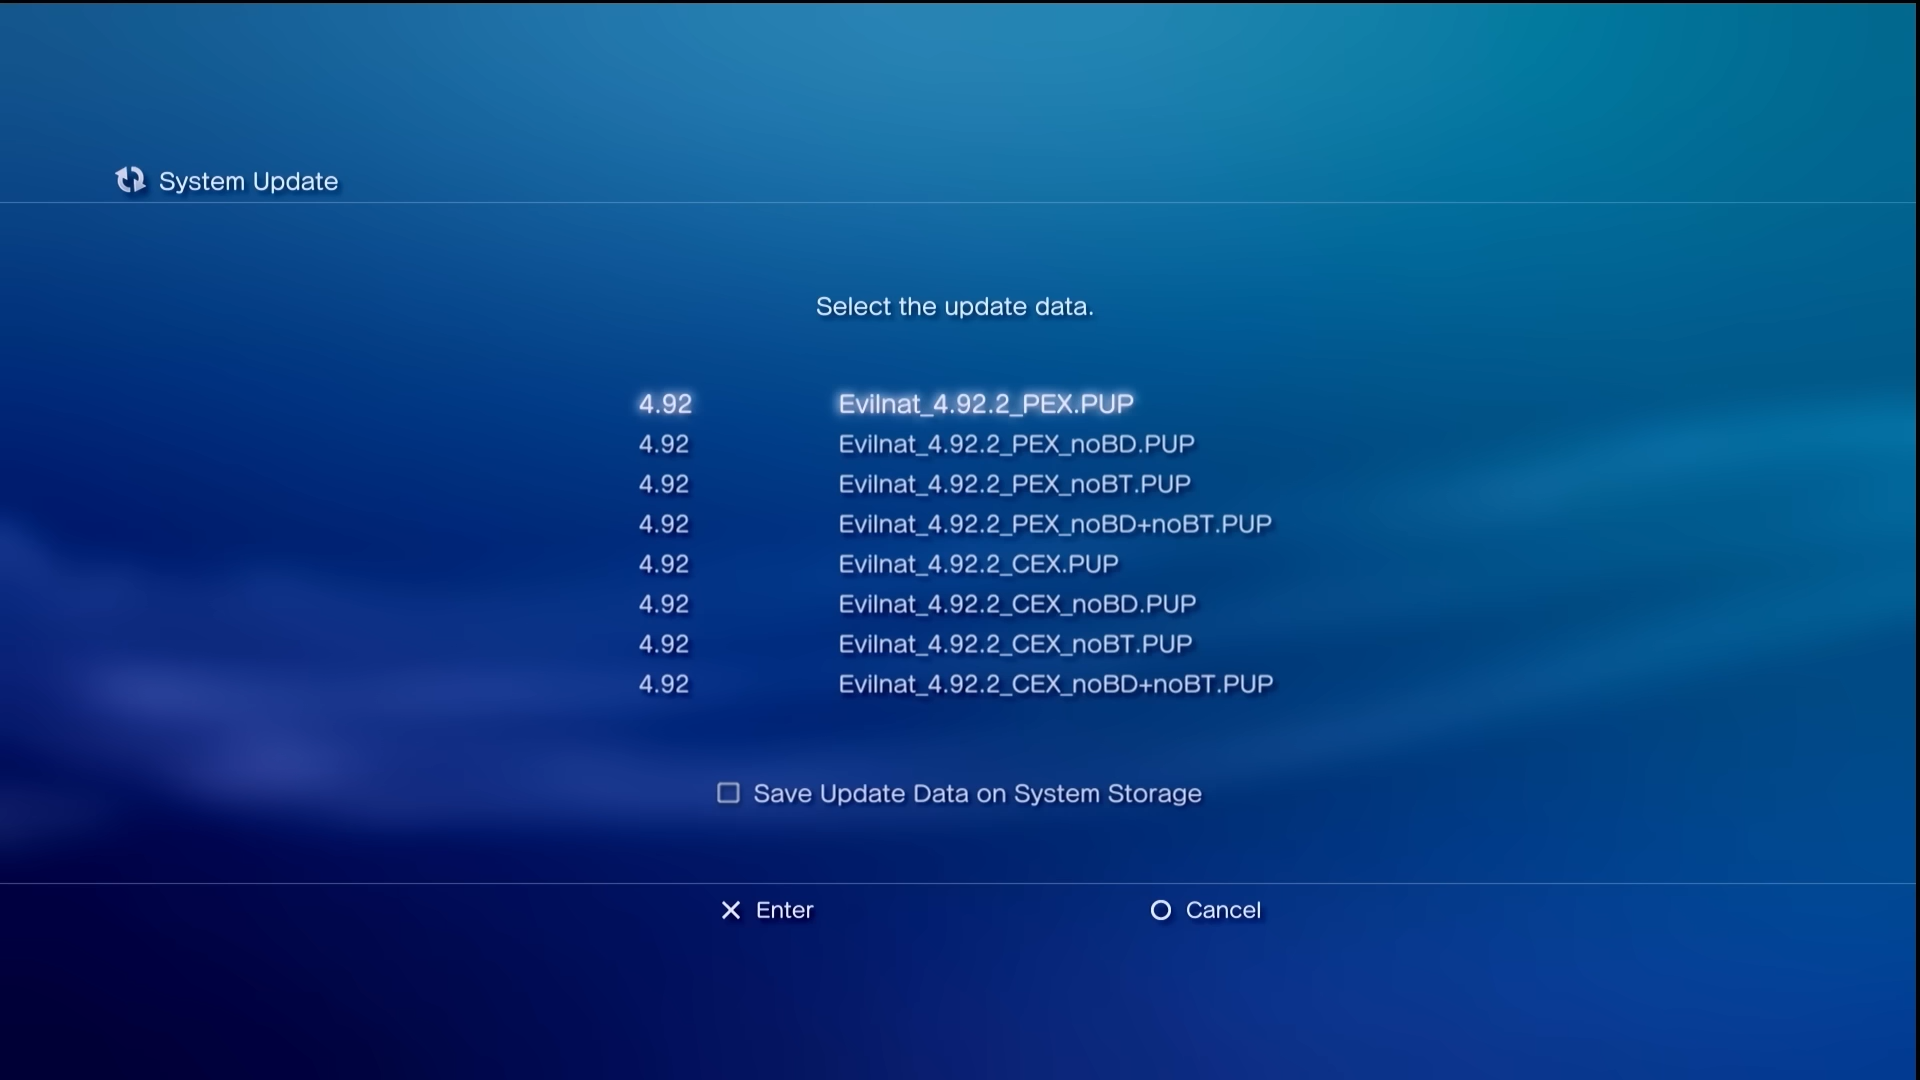 System Update
Select the update data.
4.92 Evilnat_4.92.2_PEX.PUP
4.92 Evilnat_4.92.2_PEX_noBD.PUP
4.92 Evilnat_4.92.2_PEX_noBT.PUP
4.92 Evilnat_4.92.2_PEX_noBD+noBT.PUP
4.92 Evilnat_4.92.2_CEX.PUP
4.92 Evilnat_4.92.2_CEX_noBD.PUP
4.92 Evilnat_4.92.2_CEX_noBT.PUP
4.92 Evilnat_4.92.2_CEX_noBD+noBT.PUP
Save Update Data on System Storage
Enter Cancel